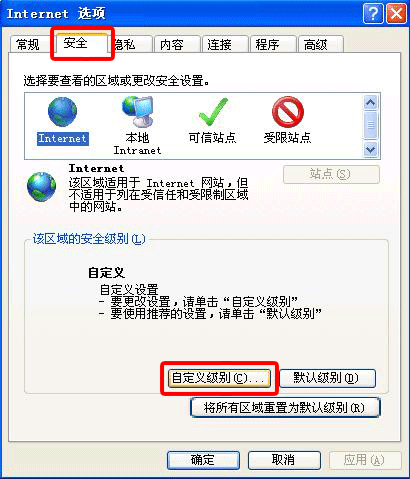 Internet 选项
常规 安全 隐私 内容 连接 程序 高级
选择要查看的区域或更改安全设置。
Internet 本地 Intranet 可信站点 受限站点
Internet
该区域适用于 Internet 网站,但
不适用于列在受信任和受限制区域
中的网站。
站点(S)
该区域的安全级别(L)
自定义
自定义设置
- 要更改设置,请单击“自定义级别”
- 要使用推荐的设置,请单击“默认级别”
自定义级别(C)... 默认级别(D)
将所有区域重置为默认级别(R)
确定 取消 应用(A)